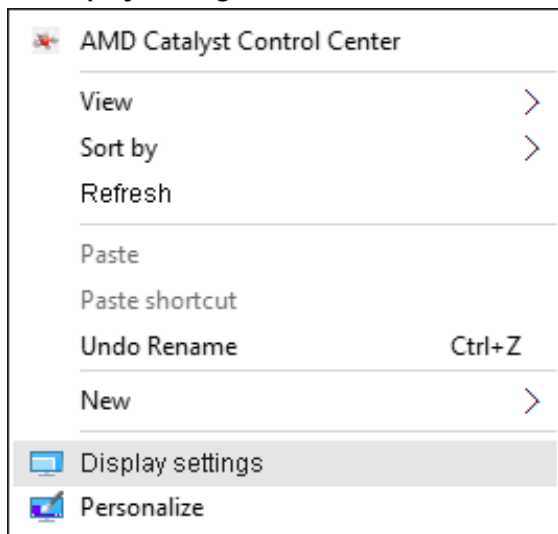 AMD Catalyst Control Center
View
Sort by
Refresh
Paste
Paste shortcut
Undo Rename Ctrl+Z
New
Display settings
Personalize